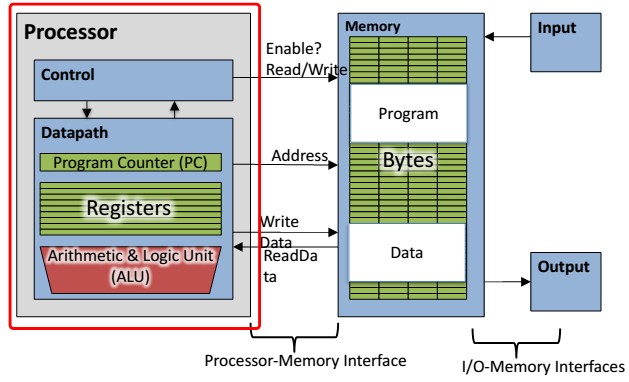 Processor
Control
Datapath
Program Counter (PC)
Registers
Arithmetic & Logic Unit
(ALU)
Enable?
Read/Write
Address
Write
Data
ReadDa
ta
Processor-Memory Interface
Memory
Program
Bytes
Data
Input
Output
I/O-Memory Interfaces